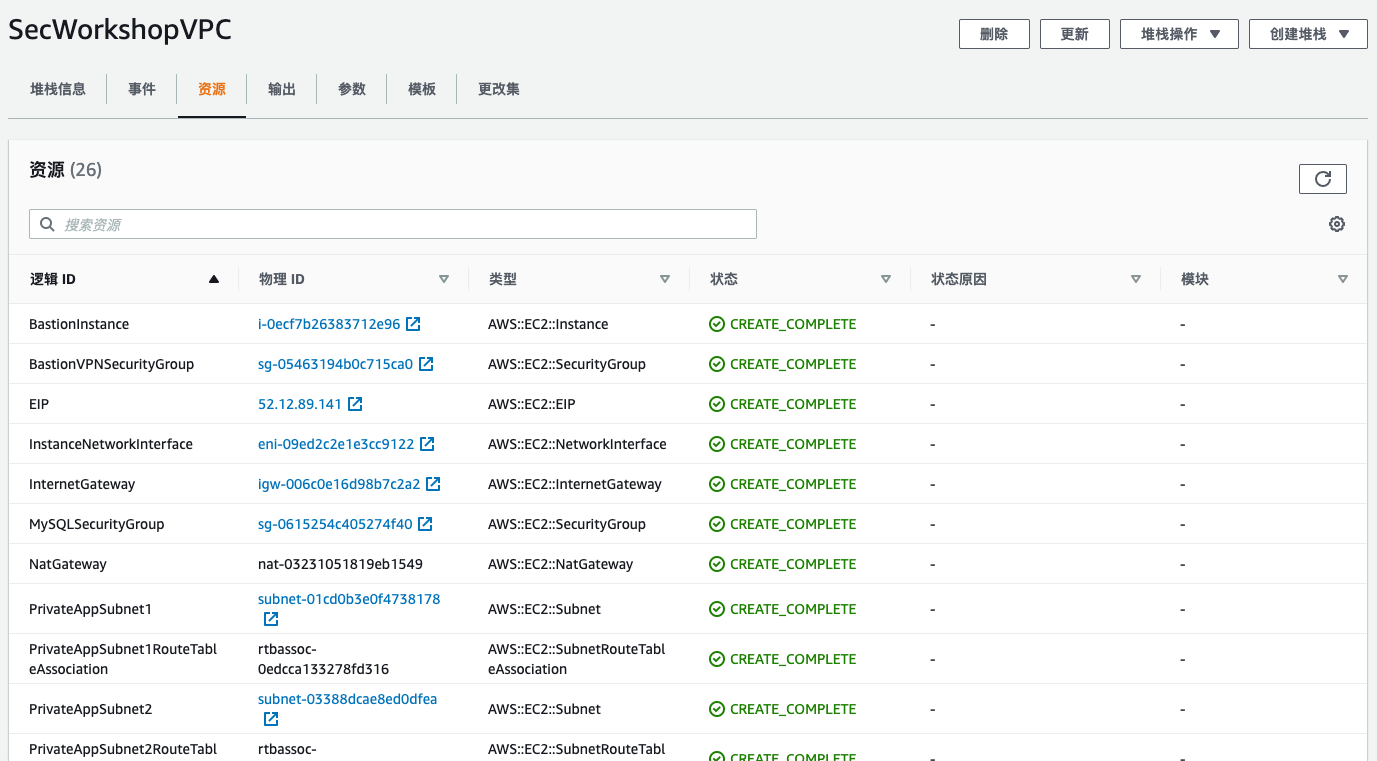 SecWorkshopVPC
删除 更新 堆栈操作 创建堆栈
堆栈信息 事件 资源 输出 参数 模板 更改集
资源 (26)
搜索资源
逻辑 ID 物理 ID 类型 状态 状态原因 模块
BastionInstance i-0ecf7b26383712e96 AWS::EC2::Instance CREATE_COMPLETE - -
BastionVPNSecurityGroup sg-05463194b0c715ca0 AWS::EC2::SecurityGroup CREATE_COMPLETE - -
EIP 52.12.89.141 AWS::EC2::EIP CREATE_COMPLETE - -
InstanceNetworkInterface eni-09ed2c2e1e3cc9122 AWS::EC2::NetworkInterface CREATE_COMPLETE - -
InternetGateway igw-006c0e16d98b7c2a2 AWS::EC2::InternetGateway CREATE_COMPLETE - -
MySQLSecurityGroup sg-0615254c405274f40 AWS::EC2::SecurityGroup CREATE_COMPLETE - -
NatGateway nat-03231051819eb1549 AWS::EC2::NatGateway CREATE_COMPLETE - -
PrivateAppSubnet1 subnet-01cd0b3e0f4738178 AWS::EC2::Subnet CREATE_COMPLETE - -
PrivateAppSubnet1RouteTabl rtbassoc- AWS::EC2::SubnetRouteTabl
eAssociation 0edcca133278fd316 eAssociation CREATE_COMPLETE - -
PrivateAppSubnet2 subnet-03388dcae8ed0dfea AWS::EC2::Subnet CREATE_COMPLETE - -
PrivateAppSubnet2RouteTabl rtbassoc- AWS::EC2::SubnetRouteTabl
CREATE_COMPLETE - -